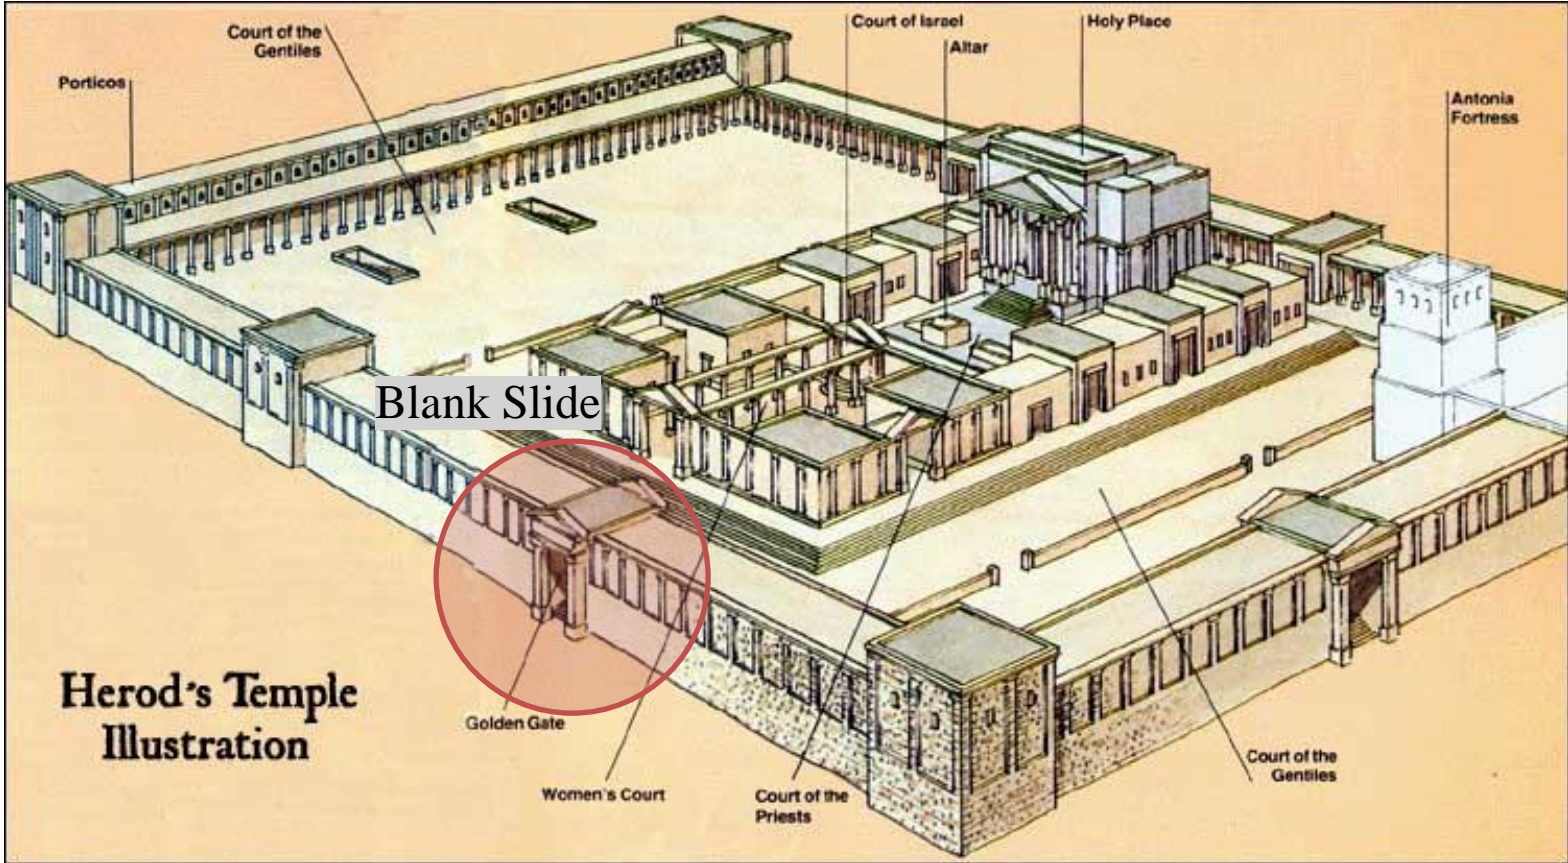 Court of the
Gentiles
Court of Israel
Holy Place
Altar
Porticos
Antonia
Fortress
Blank Slide
Herod's Temple
Illustration
Golden Gate
Women's Court
Court of the
Priests
Court of the
Gentiles